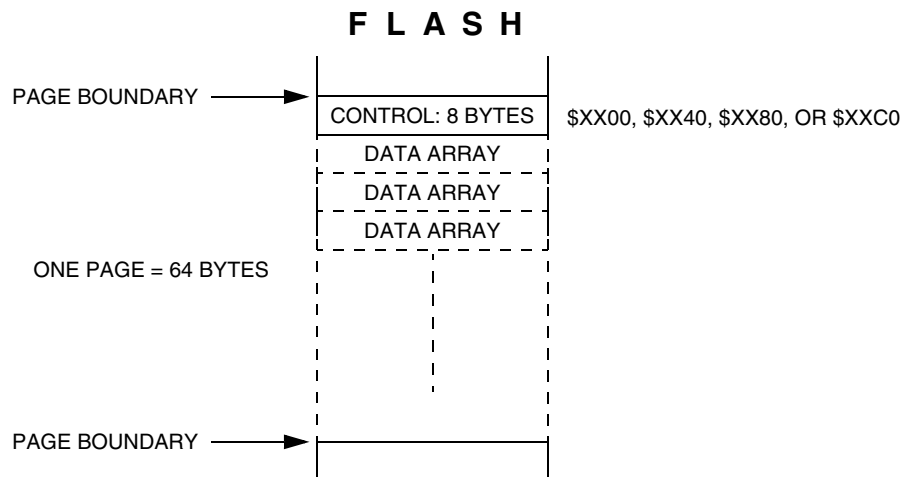 F L A S H
PAGE BOUNDARY
CONTROL: 8 BYTES
$XX00, $XX40, $XX80, OR $XXC0
DATA ARRAY
DATA ARRAY
DATA ARRAY
ONE PAGE = 64 BYTES
PAGE BOUNDARY